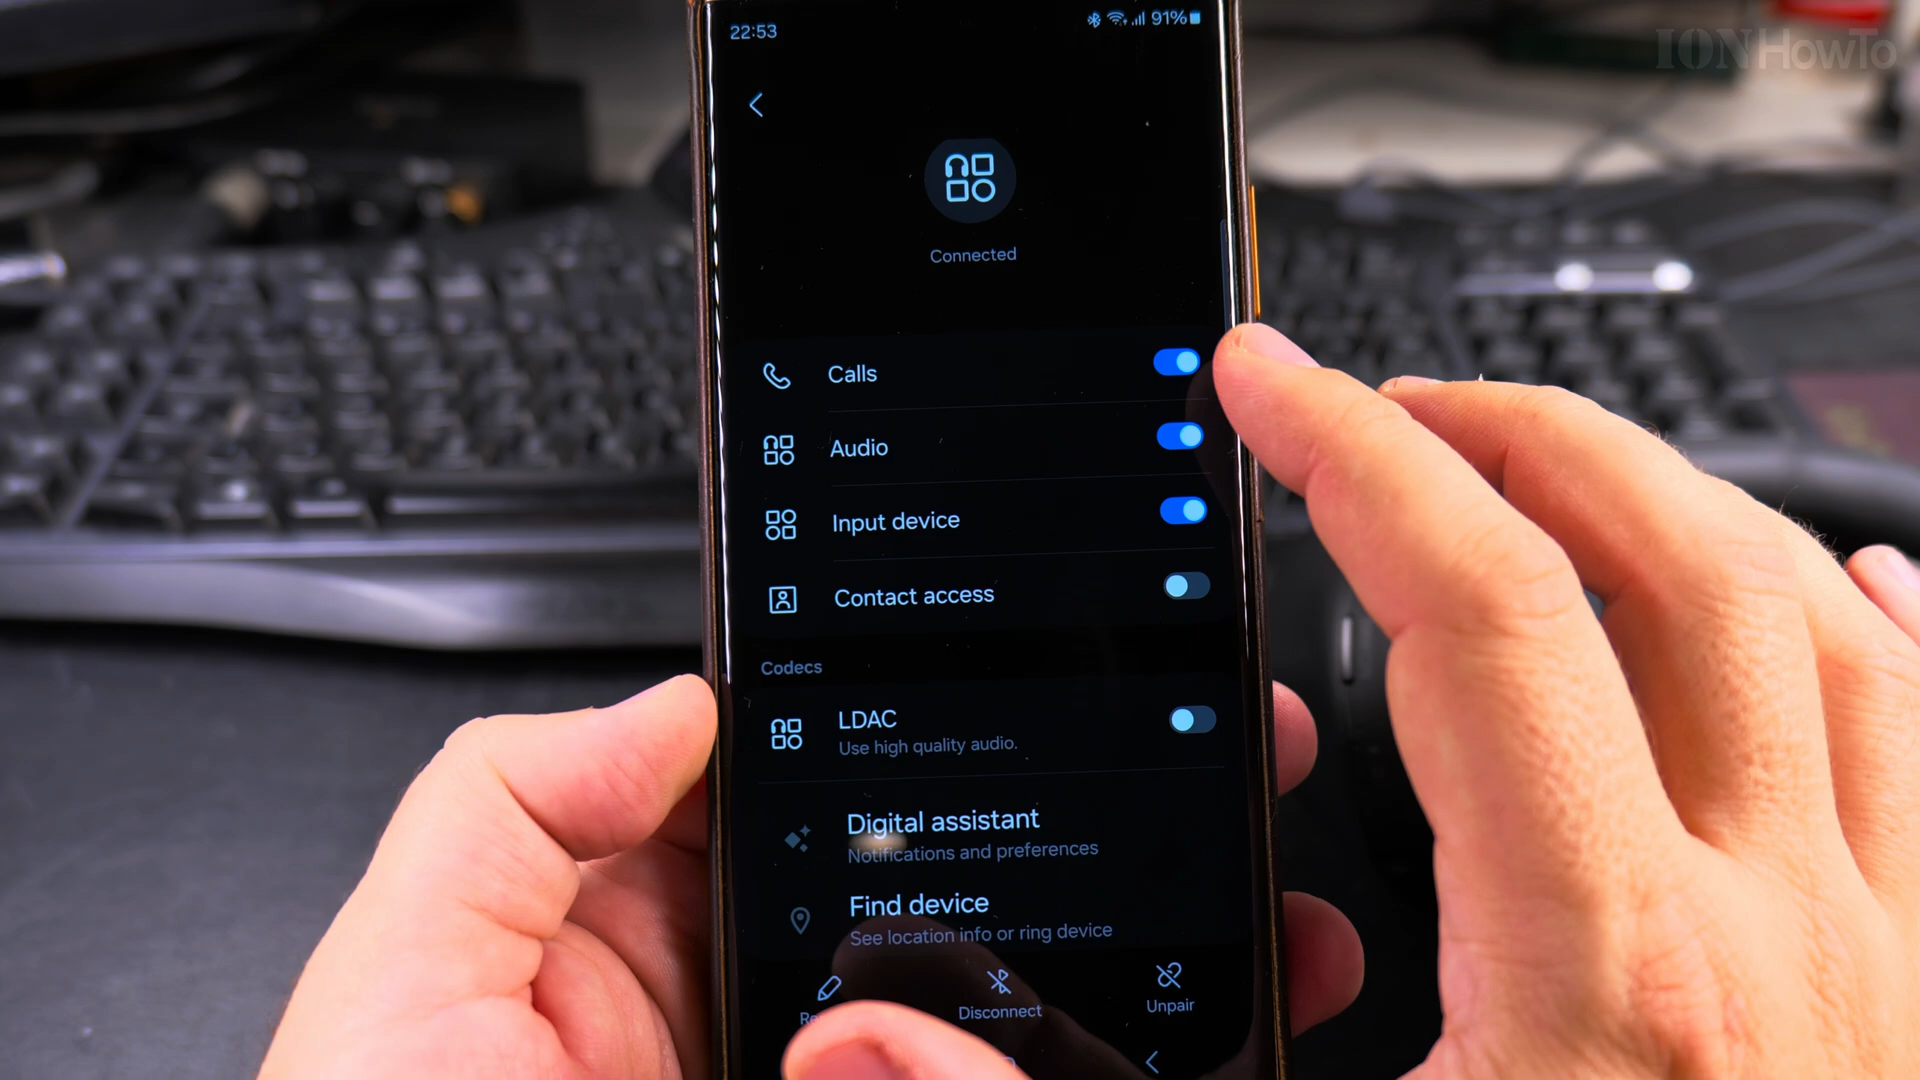 22:53
91%
IONHowTo
Connected
Calls
Audio
Input device
Contact access
Codecs
LDAC
Use high quality audio.
Digital assistant
Notifications and preferences
Find device
See location info or ring device
Disconnect
Unpair